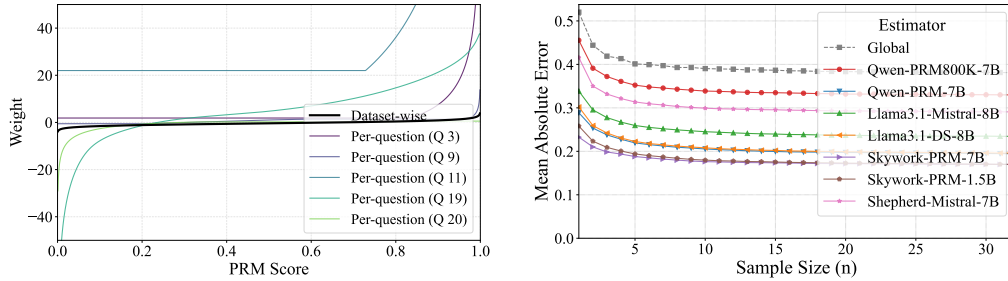 40
20
0
−20
−40
Weight
0.0
0.2
0.4
0.6
0.8
1.0
PRM Score
Dataset-wise
Per-question (Q 3)
Per-question (Q 9)
Per-question (Q 11)
Per-question (Q 19)
Per-question (Q 20)
0.5
0.4
0.3
0.2
0.1
0.0
Mean Absolute Error
5
10
15
20
25
30
Sample Size (n)
Estimator
Global
Qwen-PRM800K-7B
Qwen-PRM-7B
Llama3.1-Mistral-8B
Llama3.1-DS-8B
Skywork-PRM-7B
Skywork-PRM-1.5B
Shepherd-Mistral-7B